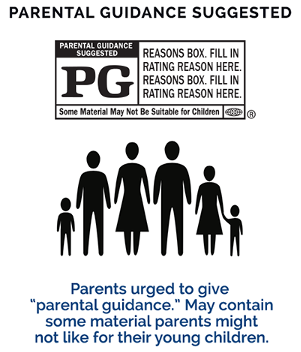 PARENTAL GUIDANCE SUGGESTED
PARENTAL GUIDANCE
SUGGESTED
PG
REASONS BOX. FILL IN
RATING REASON HERE.
REASONS BOX. FILL IN
RATING REASON HERE.
Some Material May Not Be Suitable for Children
®
Parents urged to give
“parental guidance.” May contain
some material parents might
not like for their young children.